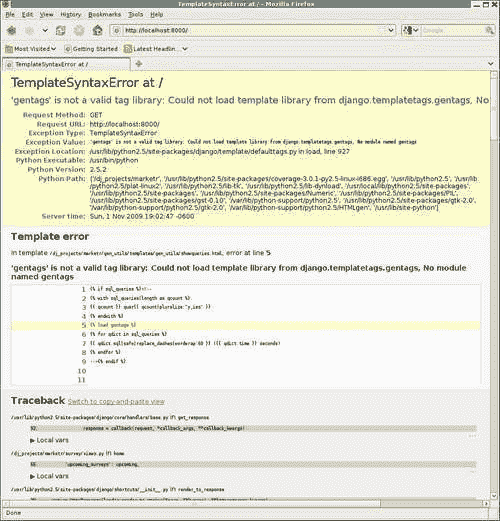 TemplateSyntaxError at / - Mozilla Firefox
File Edit View History Bookmarks Tools Help
http://localhost:8000/
Google
Most Visited Getting Started Latest Headlin...
TemplateSyntaxError at /
TemplateSyntaxError at /
'gentags' is not a valid tag library: Could not load template library from django.templatetags.gentags, No
Request Method: GET
Request URL: http://localhost:8000/
Exception Type: TemplateSyntaxError
Exception Value: 'gentags' is not a valid tag library: Could not load template library from django.templatetags.gentags, No module named gentags
Exception Location: /usr/lib/python2.5/site-packages/django/template/defaulttags.py in load, line 927
Python Executable: /usr/bin/python
Python Version: 2.5.2
Python Path: ['/dj_projects/marketr', '/usr/lib/python2.5/site-packages/coverage-3.0.1-py2.5-linux-i686.egg', '/usr/lib/python2.5', '/usr/lib
/python2.5/plat-linux2', '/usr/lib/python2.5/lib-tk', '/usr/lib/python2.5/lib-dynload', '/usr/local/lib/python2.5/site-packages',
'/usr/lib/python2.5/site-packages', '/usr/lib/python2.5/site-packages/Numeric', '/usr/lib/python2.5/site-packages/PIL',
'/usr/lib/python2.5/site-packages/gst-0.10', '/var/lib/python-support/python2.5', '/usr/lib/python2.5/site-packages/gtk-2.0',
'/var/lib/python-support/python2.5/gtk-2.0', '/usr/lib/python2.5/site-packages/HTMLgen', '/usr/lib/site-python']
Server time: Sun, 1 Nov 2009 19:02:47 -0600
Template error
In template /dj_projects/marketr/gen_utils/templates/gen_utils/showqueries.html, error at line 5
'gentags' is not a valid tag library: Could not load template library from django.templatetags.gentags, No module
named gentags
1 {% if sql_queries %}<!--
2 {% with sql_queries|length as qcount %}
3 {{ qcount }} quer{{ qcount|pluralize:"y,ies" }}
4 {% endwith %}
5 {% load gentags %}
6 {% for qdict in sql_queries %}
7 {{ qdict.sql|safe|replace_dashes|wordwrap:60 }} ({{ qdict.time }} seconds)
8 {% endfor %}
9 -->{% endif %}
10
11
Traceback Switch to copy-and-paste view
/usr/lib/python2.5/site-packages/django/core/handlers/base.py in get_response
92. response = callback(request, *callback_args, **callback_kwargs)
▶ Local vars
/dj_projects/marketr/survey/views.py in home
'upcoming_surveys': upcoming,
▶ Local vars
/usr/lib/python2.5/site-packages/django/shortcuts/__init__.py in render_to_response
Done